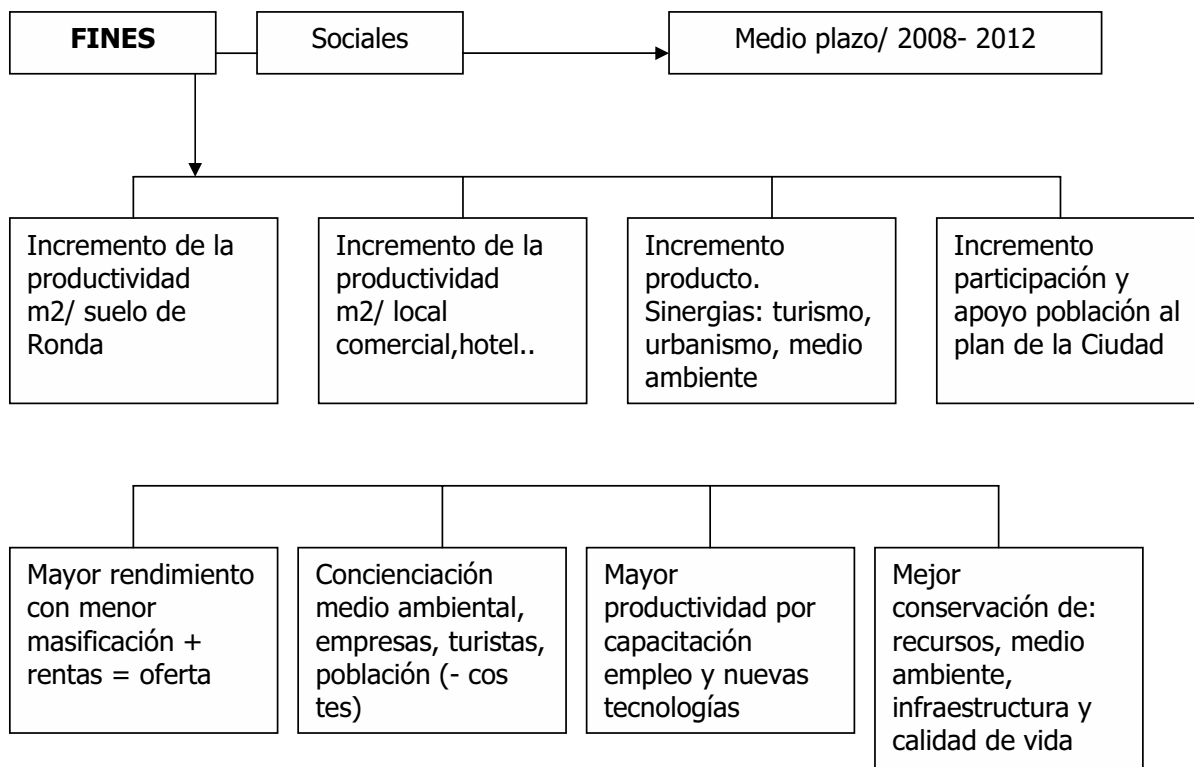 FINES
Sociales
Medio plazo/ 2008- 2012
Incremento de la
productividad
m2/ suelo de
Ronda
Incremento de la
productividad
m2/ local
comercial,hotel..
Incremento
producto.
Sinergias: turismo,
urbanismo, medio
ambiente
Incremento
participación y
apoyo población al
plan de la Ciudad
Mayor rendimiento
con menor
masificación +
rentas = oferta
Concienciación
medio ambiental,
empresas, turistas,
población (- cos
tes)
Mayor
productividad por
capacitación
empleo y nuevas
tecnologías
Mejor
conservación de:
recursos, medio
ambiente,
infraestructura y
calidad de vida